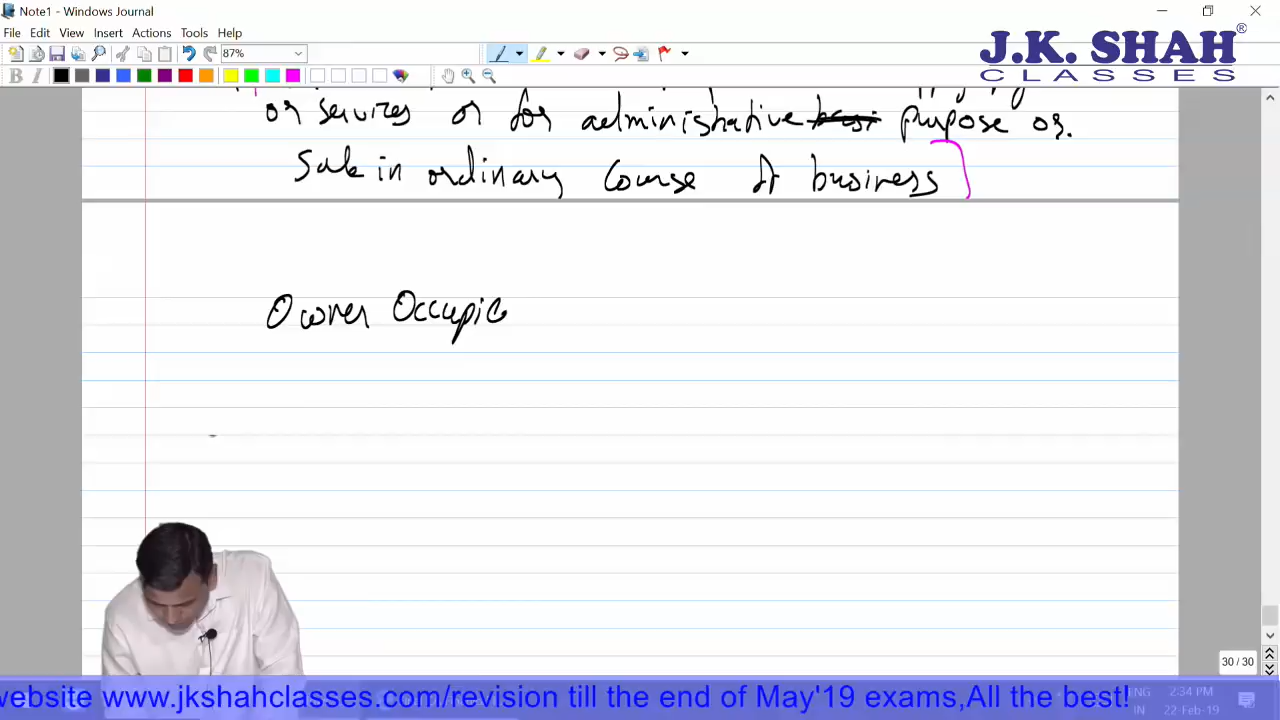 Note1 - Windows Journal
File Edit View Insert Actions Tools Help
87%
J.K. SHAH®
CLASSES
or services or for administrative purpose or.
Sale in ordinary Course of business
Owner Occupie
30 / 30
website www.jkshahclasses.com/revision till the end of May'19 exams,All the best!
ENG
IN
2:34 PM
22-Feb-19